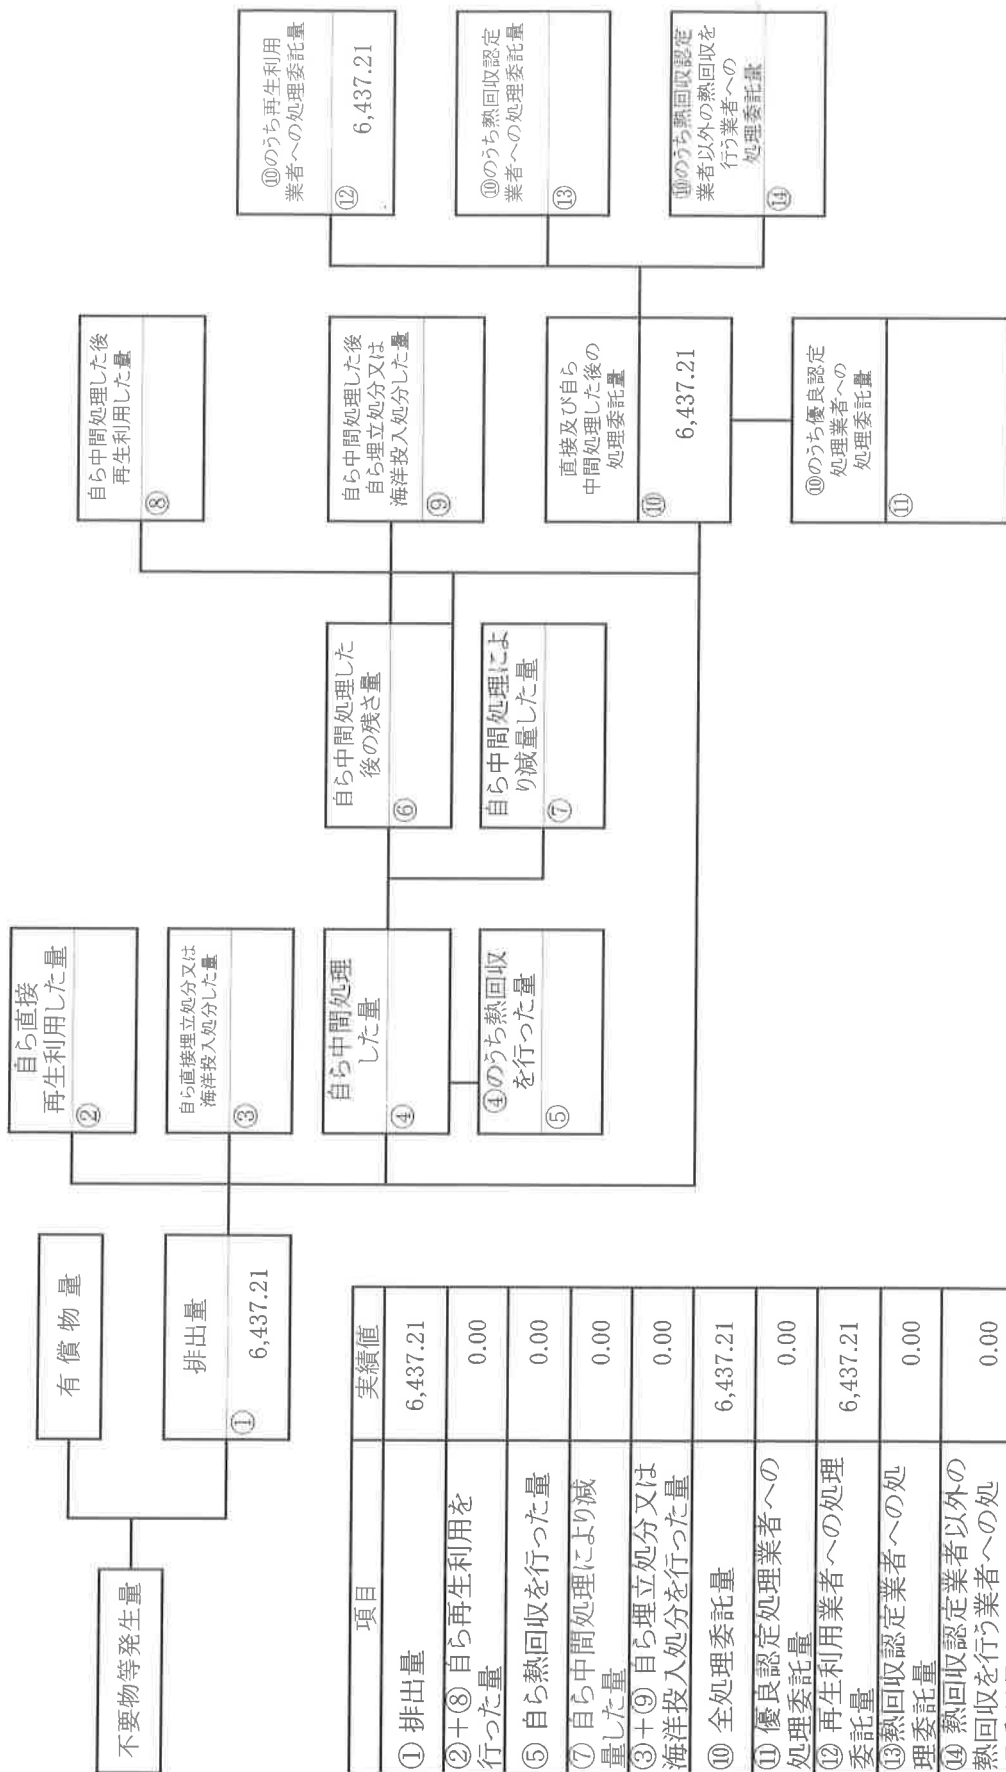 不要物等発生量
有償物量
排出量
①
6,437.21
自ら直接
再生利用した量
②
自ら直接埋立処分又は
海洋投入処分した量
③
自ら中間処理
した量
④
④のうち熱回収
を行った量
⑤
自ら中間処理した
後の残さ量
⑥
自ら中間処理によ
り減量した量
⑦
自ら中間処理した後
再生利用した量
⑧
自ら中間処理した後
自ら埋立処分又は
海洋投入処分した量
⑨
直接及び自ら
中間処理した後の
処理委託量
⑩
6,437.21
⑩のうち優良認定
処理業者への
処理委託量
⑪
⑩のうち再生利用
業者への処理委託量
⑫
6,437.21
⑩のうち熱回収認定
業者への処理委託量
⑬
⑩のうち熱回収認定
業者以外の熱回収を
行う業者への
処理委託量
⑭
項目 実績値
① 排出量 6,437.21
②+⑧ 自ら再生利用を
行った量 0.00
⑤ 自ら熱回収を行った量 0.00
⑦ 自ら中間処理により減
量した量 0.00
③+⑨ 自ら埋立処分又は
海洋投入処分を行った量 0.00
⑩ 全処理委託量 6,437.21
⑪ 優良認定処理業者への
処理委託量 0.00
⑫ 再生利用業者への処理
委託量 6,437.21
⑬熱回収認定業者への処
理委託量 0.00
⑭ 熱回収認定業者以外の
熱回収を行う業者への処 0.00